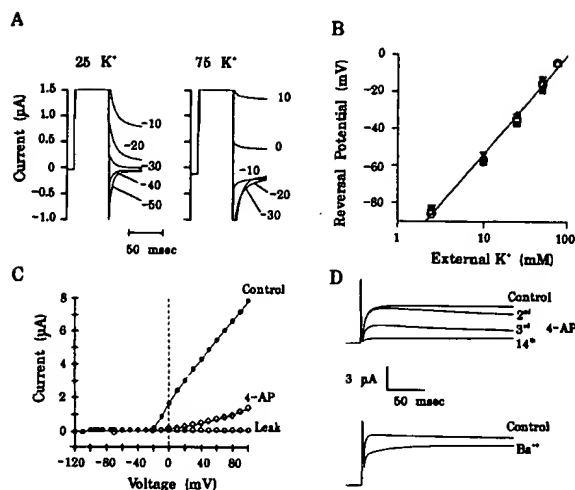 A
25 K⁺
75 K⁺
Current (μA)
1.5
1.0
0.5
0
-0.5
-1.0
-10
-20
-30
-40
-50
10
0
-10
-20
-30
50 msec
B
Reversal Potential (mV)
0
-20
-40
-60
-80
1
10
100
External K⁺ (mM)
C
Current (μA)
8
6
4
2
0
-120
-80
-40
0
40
80
Voltage (mV)
Control
4-AP
Leak
D
Control
2ⁿᵈ
3ʳᵈ
4-AP
14ᵗʰ
3 μA
50 msec
Control
Ba⁺⁺